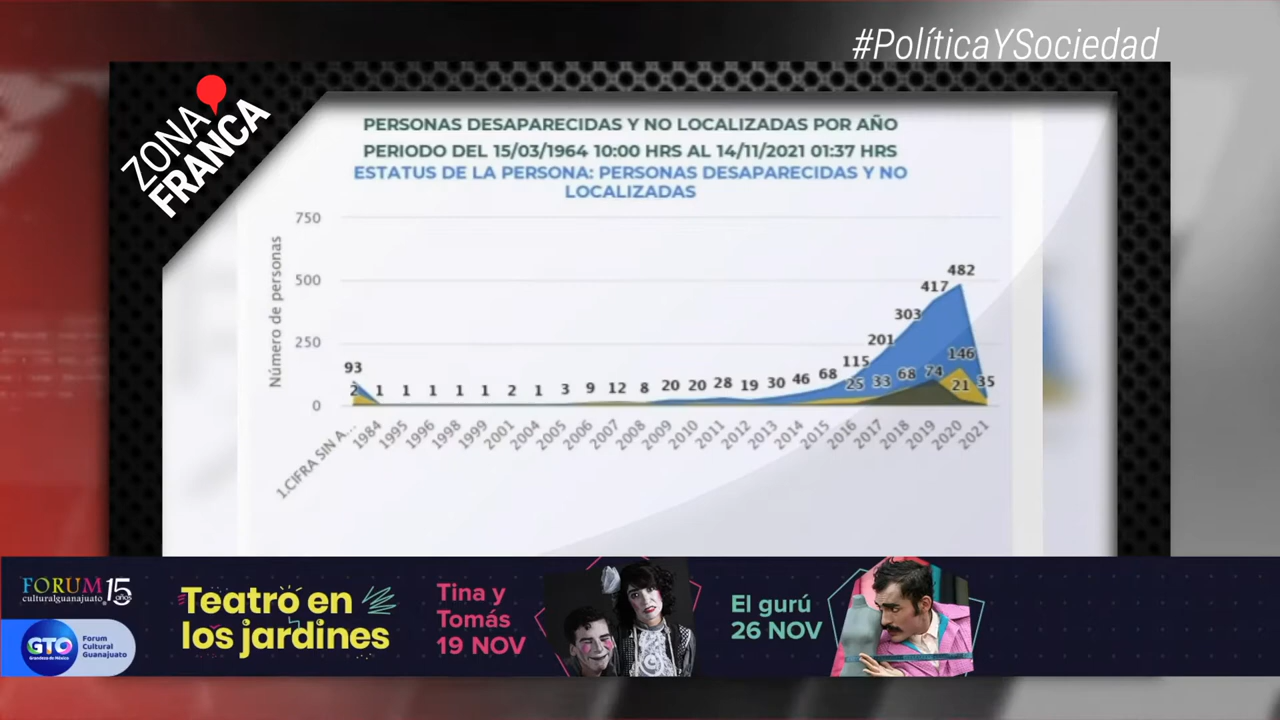 #PolíticaYSociedad
ZONA
FRANCA
PERSONAS DESAPARECIDAS Y NO LOCALIZADAS POR AÑO
PERIODO DEL 15/03/1964 10:00 HRS AL 14/11/2021 01:37 HRS
ESTATUS DE LA PERSONA: PERSONAS DESAPARECIDAS Y NO
LOCALIZADAS
Número de personas
750
500
250
0
93
2
1 1 1 1 1 2 1 3 9 12 8 20 20 28 19 30 46 68 115 201 303 417 482
25 33 68 74 146
21 35
1.CIFRA SIN A... 1984 1995 1996 1998 1999 2001 2004 2005 2006 2007 2008 2009 2010 2011 2012 2013 2014 2015 2016 2017 2018 2019 2020 2021
FORUM
culturalguanajuato
15
años
GTO
Grandeza de México
Forum
Cultural
Guanajuato
Teatro en
los jardines
Tina y
Tomás
19 NOV
El gurú
26 NOV